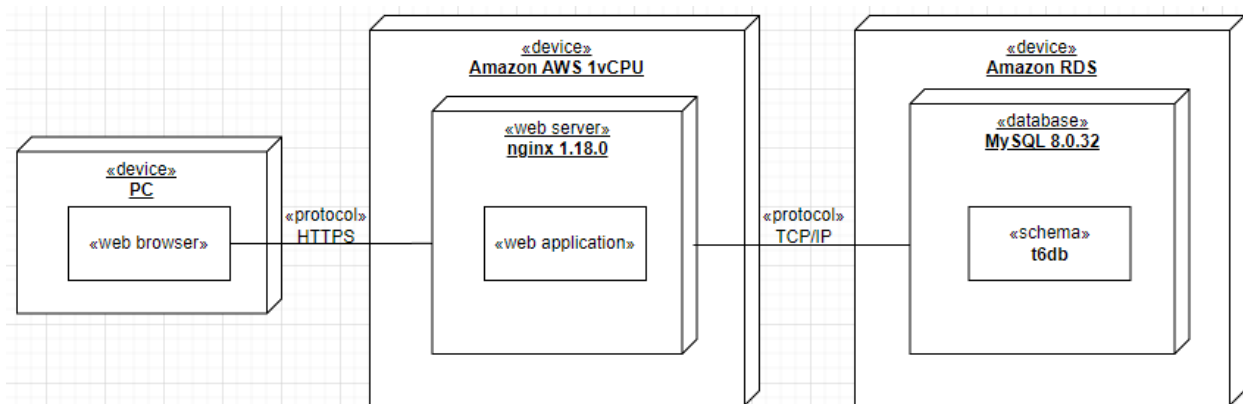 «device»
PC
«web browser»
«protocol»
HTTPS
«device»
Amazon AWS 1vCPU
«web server»
nginx 1.18.0
«web application»
«protocol»
TCP/IP
«device»
Amazon RDS
«database»
MySQL 8.0.32
«schema»
t6db